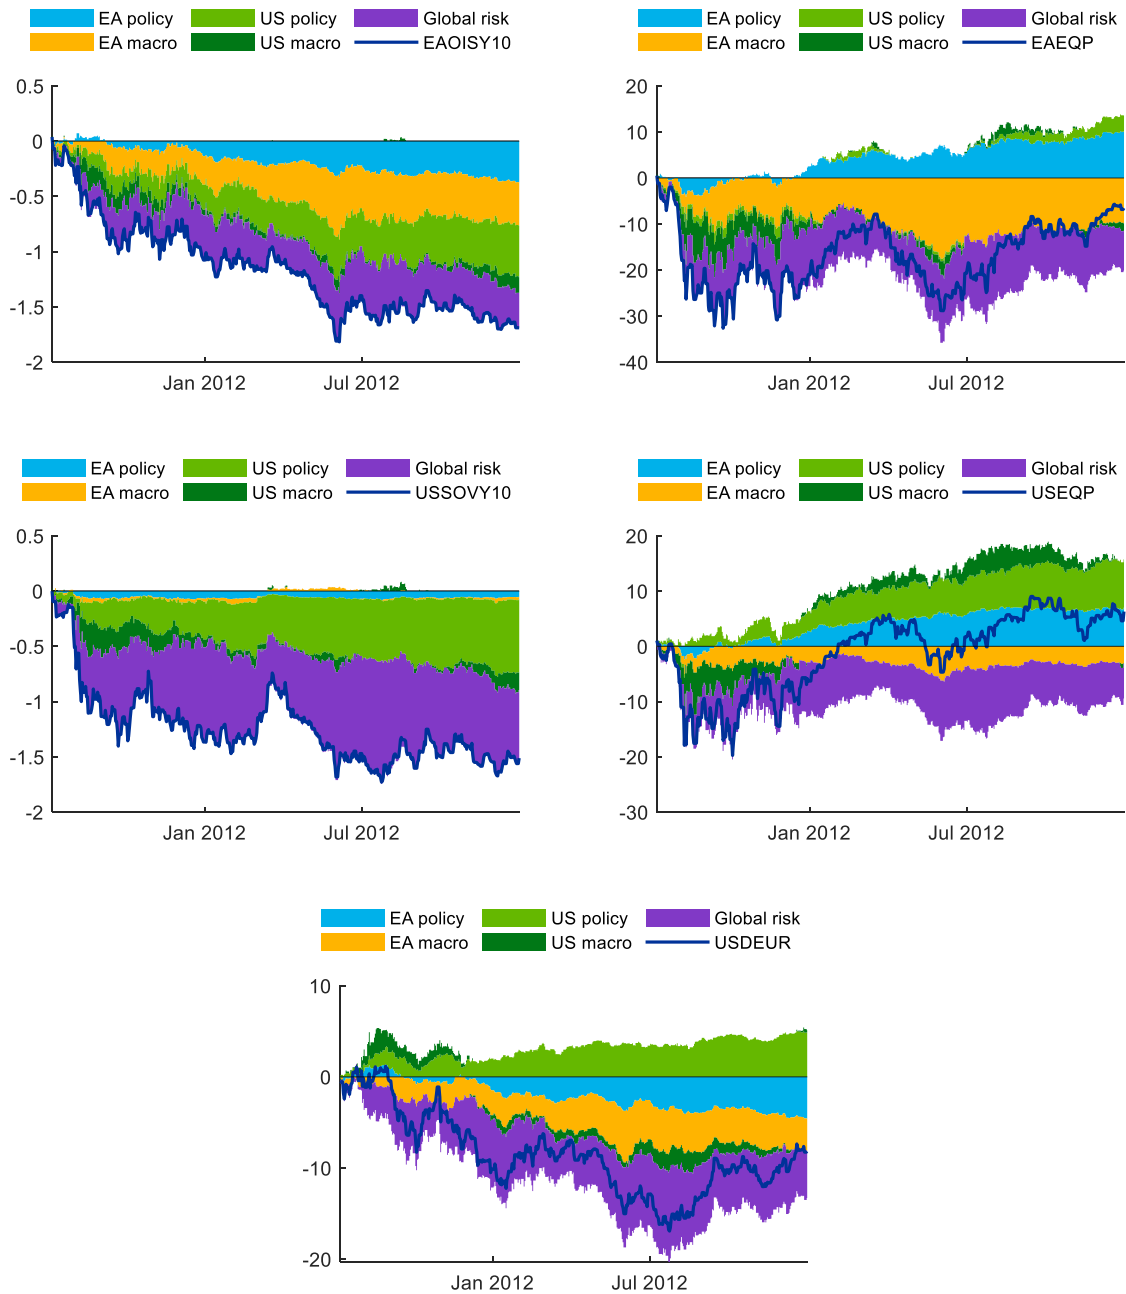 EA policy US policy Global risk
EA macro US macro EAOISY10
0.5
0
-0.5
-1
-1.5
-2
Jan 2012 Jul 2012
EA policy US policy Global risk
EA macro US macro EAEQP
20
10
0
-10
-20
-30
-40
Jan 2012 Jul 2012
EA policy US policy Global risk
EA macro US macro USSOVY10
0.5
0
-0.5
-1
-1.5
-2
Jan 2012 Jul 2012
EA policy US policy Global risk
EA macro US macro USEQP
20
10
0
-10
-20
-30
Jan 2012 Jul 2012
EA policy US policy Global risk
EA macro US macro USDEUR
10
0
-10
-20
Jan 2012 Jul 2012